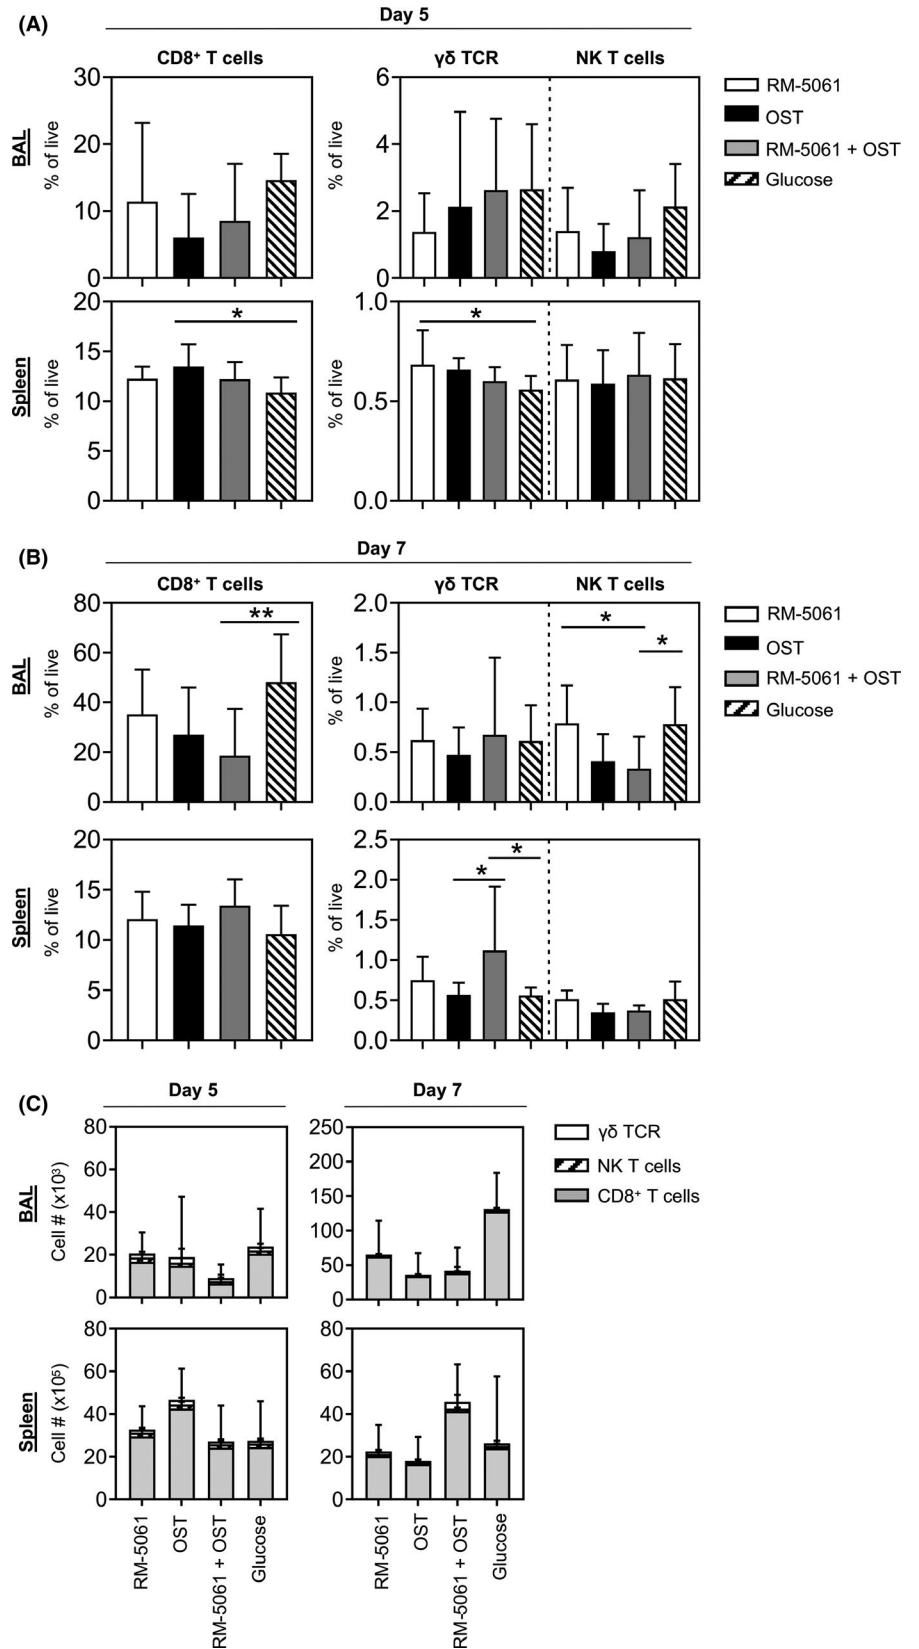 (A)
Day 5
CD8⁺ T cells
γδ TCR
NK T cells
BAL
% of live
30
20
10
0
% of live
6
4
2
0
RM-5061
OST
RM-5061 + OST
Glucose
Spleen
% of live
20
15
10
5
0
*
1.0
0.5
0.0
*
(B)
Day 7
CD8⁺ T cells
γδ TCR
NK T cells
BAL
% of live
80
60
40
20
0
**
% of live
2.0
1.5
1.0
0.5
0.0
*
*
RM-5061
OST
RM-5061 + OST
Glucose
Spleen
% of live
20
15
10
5
0
% of live
2.5
2.0
1.5
1.0
0.5
0.0
*
*
(C)
Day 5
Day 7
BAL
Cell # (x10³)
80
60
40
20
0
250
200
150
100
50
0
γδ TCR
NK T cells
CD8⁺ T cells
Spleen
Cell # (x10⁵)
80
60
40
20
0
80
60
40
20
0
RM-5061
OST
RM-5061 + OST
Glucose
RM-5061
OST
RM-5061 + OST
Glucose